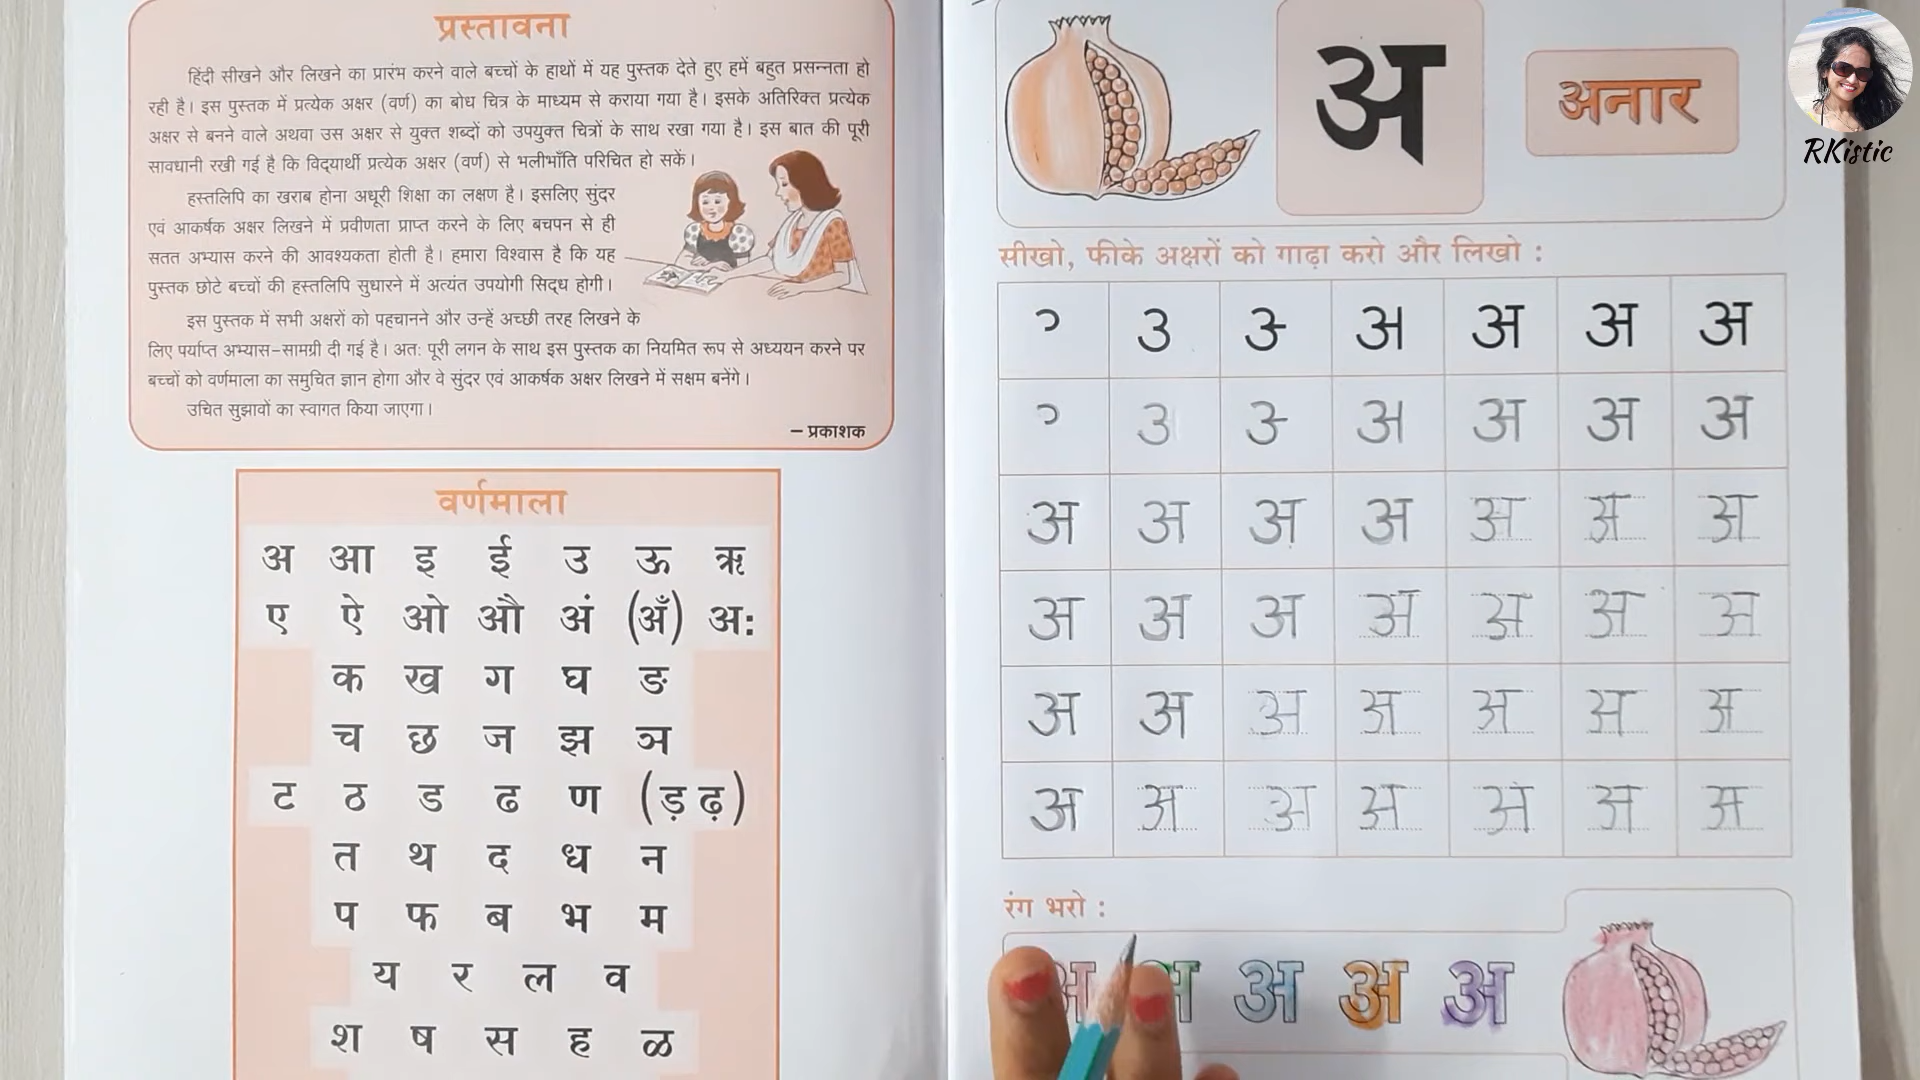 प्रस्तावना
हिंदी सीखने और लिखने का प्रारंभ करने वाले बच्चों के हाथों में यह पुस्तक देते हुए हमें बहुत प्रसन्नता हो
रही है। इस पुस्तक में प्रत्येक अक्षर (वर्ण) का बोध चित्र के माध्यम से कराया गया है। इसके अतिरिक्त प्रत्येक
अक्षर से बनने वाले अथवा उस अक्षर से युक्त शब्दों को उपयुक्त चित्रों के साथ रखा गया है। इस बात की पूरी
सावधानी रखी गई है कि विद्यार्थी प्रत्येक अक्षर (वर्ण) से भलीभाँति परिचित हो सकें।
हस्तलिपि का खराब होना अधूरी शिक्षा का लक्षण है। इसलिए सुंदर
एवं आकर्षक अक्षर लिखने में प्रवीणता प्राप्त करने के लिए बचपन से ही
सतत अभ्यास करने की आवश्यकता होती है। हमारा विश्वास है कि यह
पुस्तक छोटे बच्चों की हस्तलिपि सुधारने में अत्यंत उपयोगी सिद्ध होगी।
इस पुस्तक में सभी अक्षरों को पहचानने और उन्हें अच्छी तरह लिखने के
लिए पर्याप्त अभ्यास-सामग्री दी गई है। अतः पूरी लगन के साथ इस पुस्तक का नियमित रूप से अध्ययन करने पर
बच्चों को वर्णमाला का समुचित ज्ञान होगा और वे सुंदर एवं आकर्षक अक्षर लिखने में सक्षम बनेंगे।
उचित सुझावों का स्वागत किया जाएगा।
– प्रकाशक
वर्णमाला
अ आ इ ई उ ऊ ऋ
ए ऐ ओ औ अं (अँ) अः
क ख ग घ ङ
च छ ज झ ञ
ट ठ ड ढ ण (ड़ ढ़)
त थ द ध न
प फ ब भ म
य र ल व
श ष स ह ळ
अ
अनार
RKistic
सीखो, फीके अक्षरों को गाढ़ा करो और लिखो :
अ अ अ अ
अ अ अ अ
अ अ अ अ अ अ अ
अ अ अ अ अ अ अ
अ अ अ अ अ अ अ
अ अ अ अ अ अ अ
रंग भरो :
अ अ अ अ अ